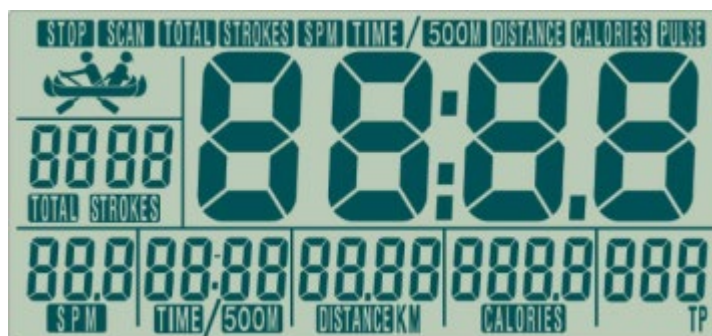 STOP SCAN TOTAL STROKES SPM TIME / 500M DISTANCE CALORIES PULSE
88:8.8
8888
TOTAL STROKES
88.8 88:88 88.88 888.8 888
SPM TIME/500M DISTANCE KM CALORIES TP